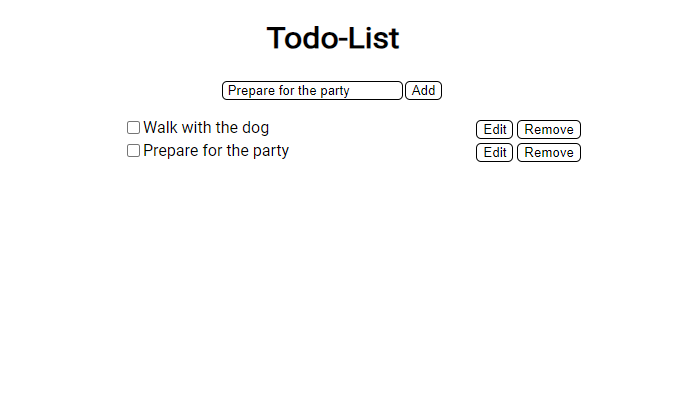 Todo-List
Prepare for the party Add
Walk with the dog Edit Remove
Prepare for the party Edit Remove